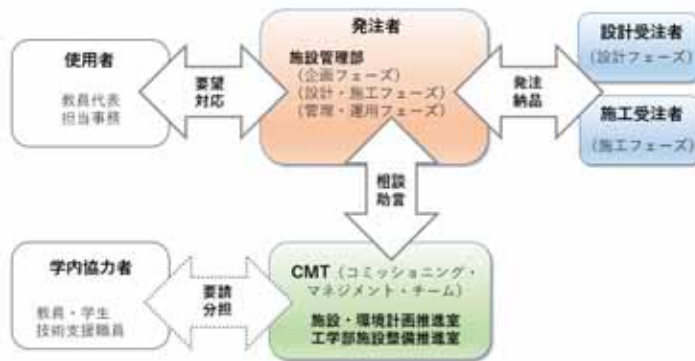 発注者
施設管理部
（企画フェーズ）
（設計・施工フェーズ）
（管理・運用フェーズ）
使用者
教員代表
担当事務
要望
対応
発注
納品
設計受注者
（設計フェーズ）
施工受注者
（施工フェーズ）
相談
助言
学内協力者
教員・学生
技術支援職員
要請
分担
CMT（コミッショニング・
マネジメント・チーム）
施設・環境計画推進室
工学部施設整備推進室